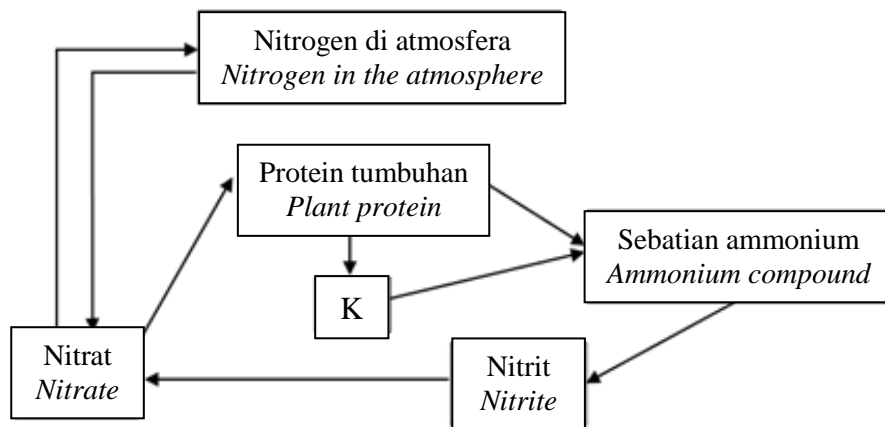 Nitrogen di atmosfera
Nitrogen in the atmosphere
Protein tumbuhan
Plant protein
Sebatian ammonium
Ammonium compound
K
Nitrat
Nitrate
Nitrit
Nitrite